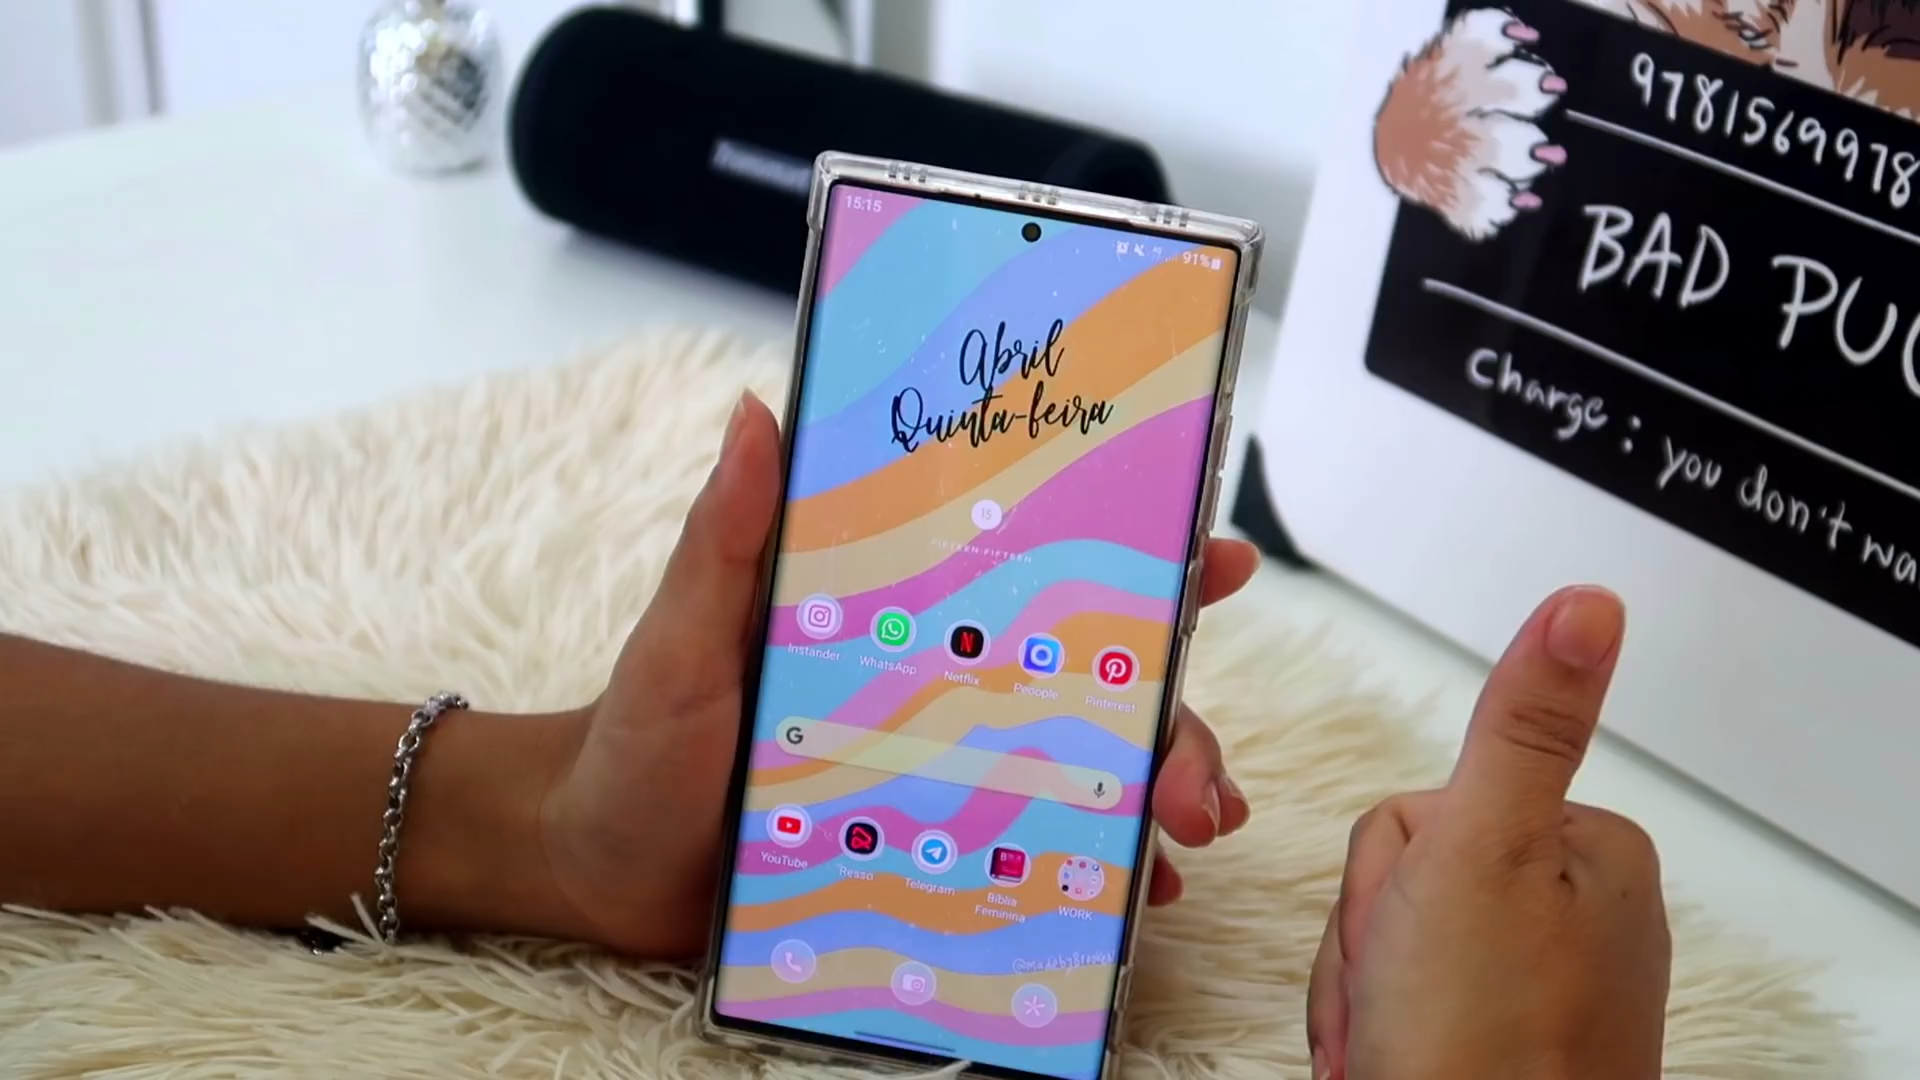 9781569978
BAD PUG
Charge: you don't wa
15:15
91%
Abril
Quinta-feira
15
FIFTEEN:FIFTEEN
Instander
WhatsApp
Netflix
Peoople
Pinterest
G
YouTube
Resso
Telegram
Bíblia
Feminina
WORK